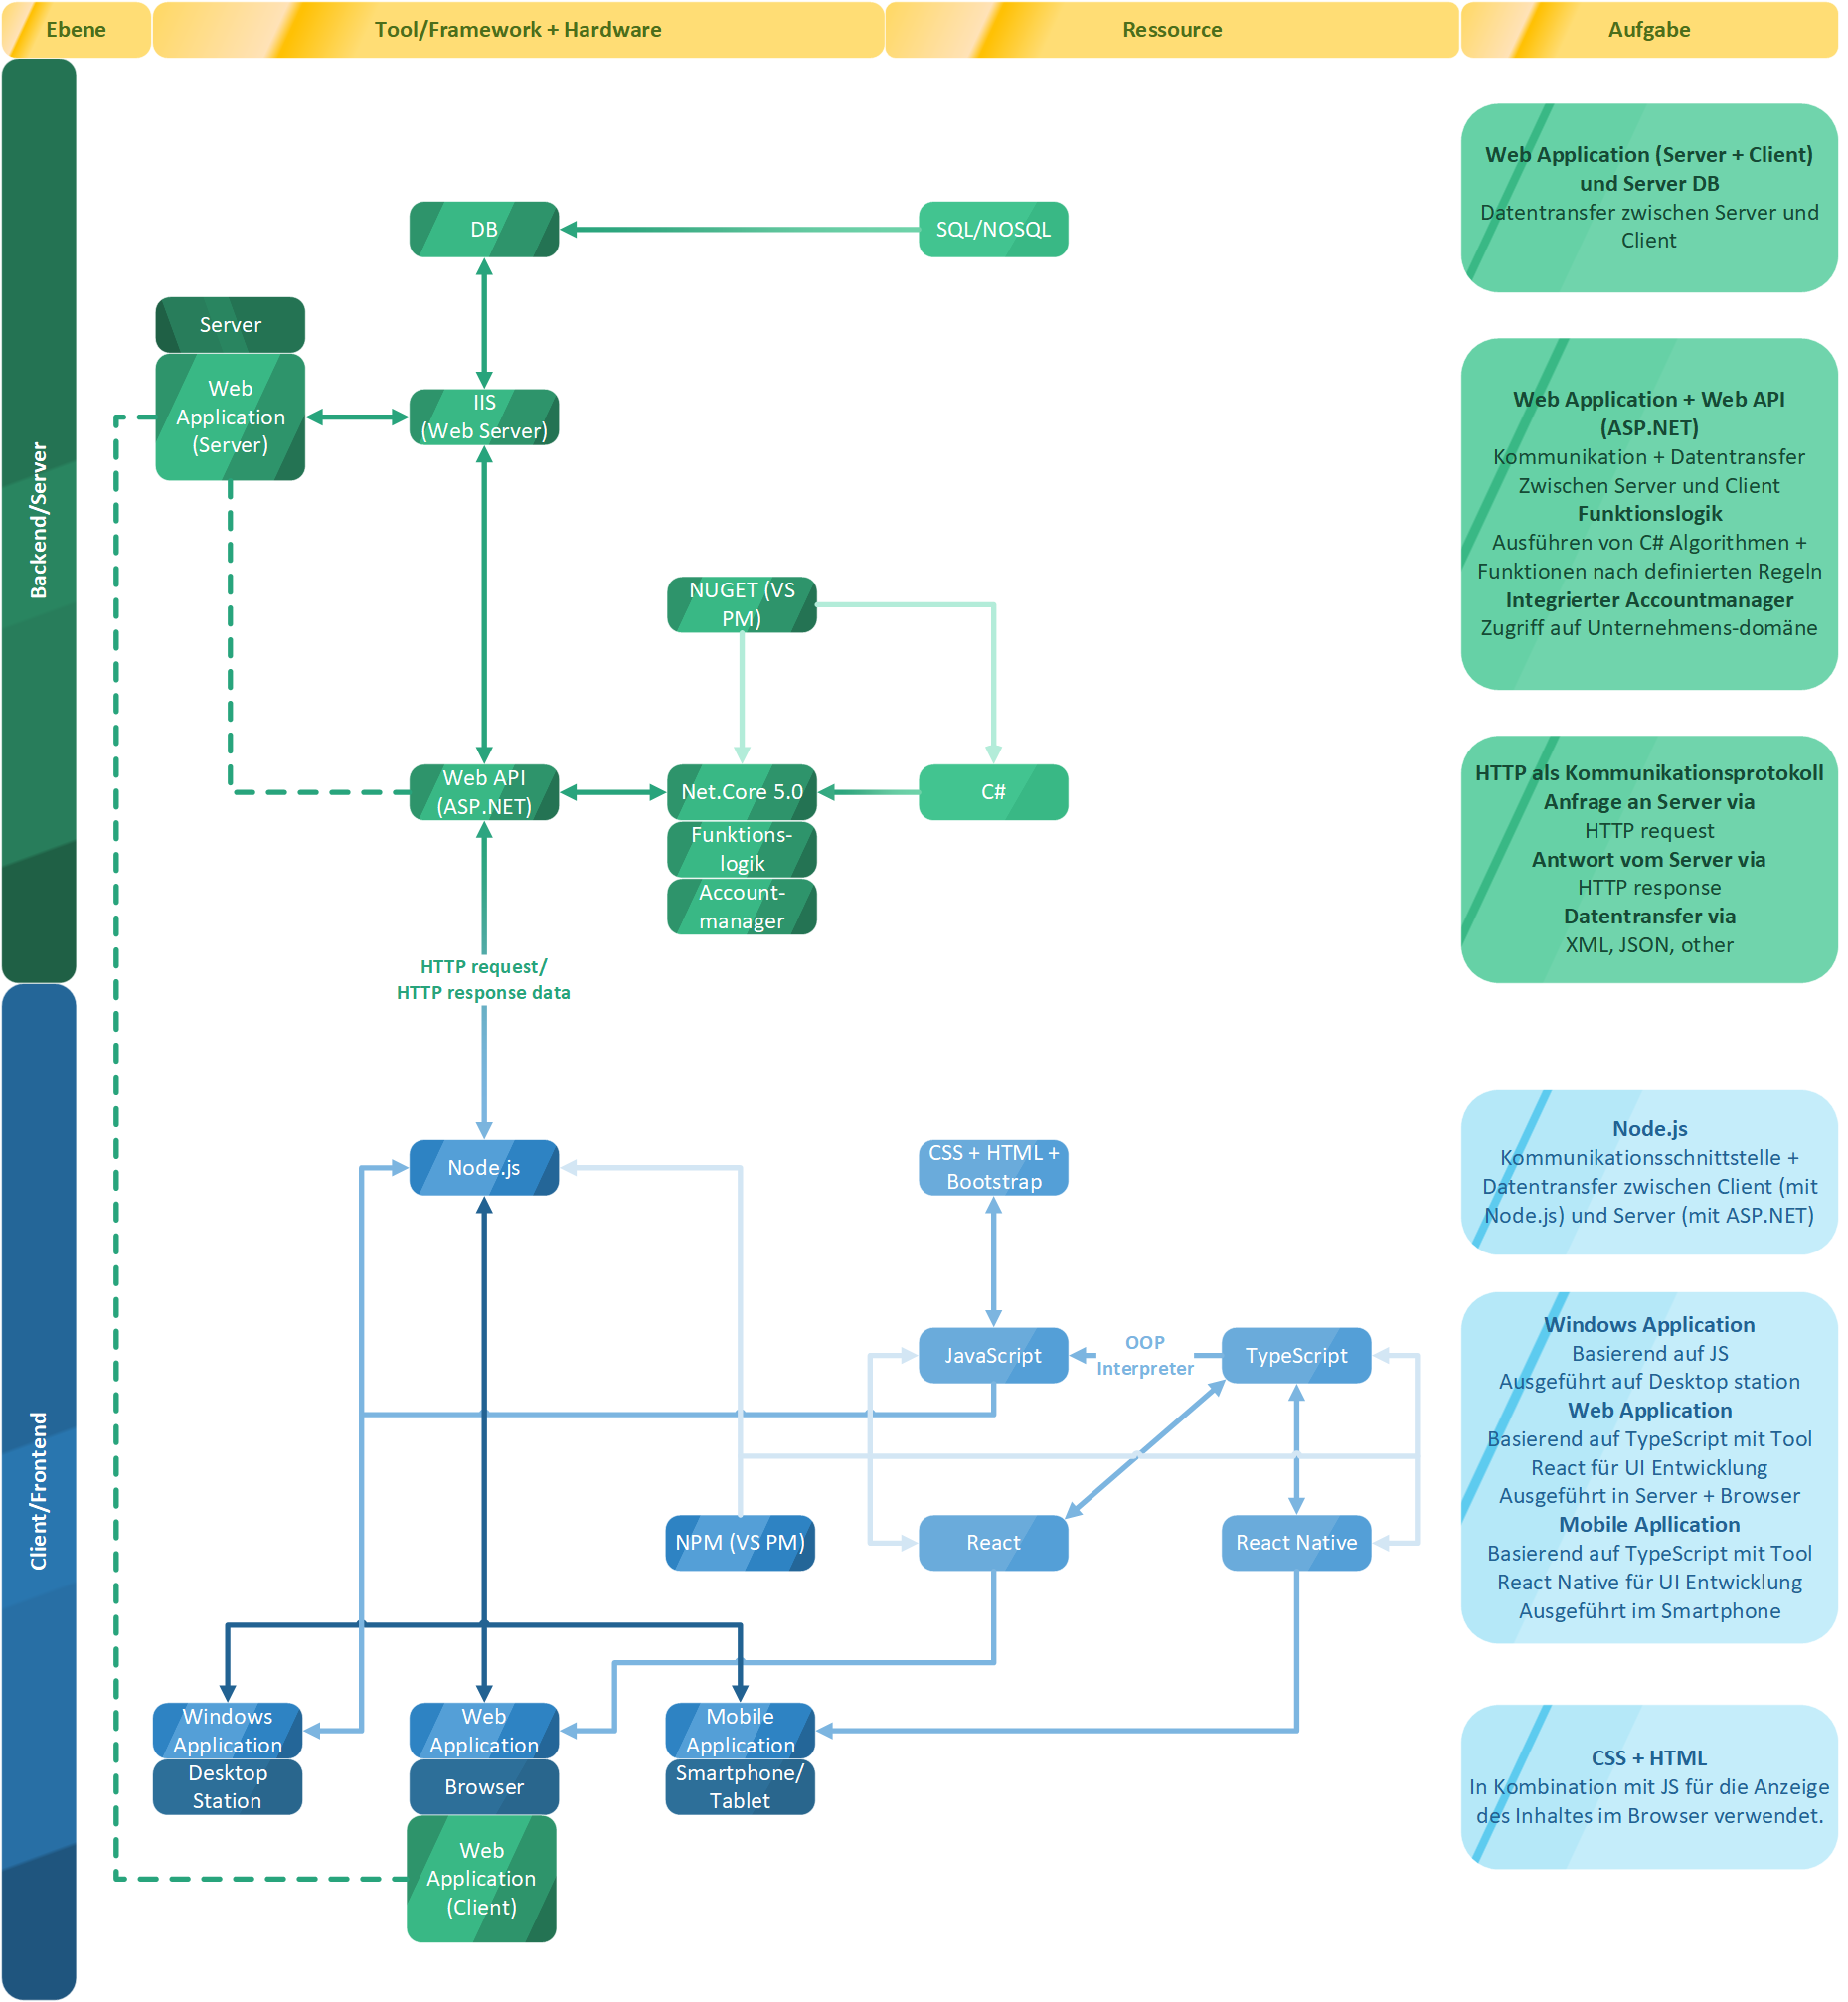 Ebene
Tool/Framework + Hardware
Ressource
Aufgabe
Backend/Server
DB
SQL/NOSQL
Server
Web
Application
(Server)
IIS
(Web Server)
NUGET (VS
PM)
Web API
(ASP.NET)
Net.Core 5.0
C#
Funktions-
logik
Account-
manager
HTTP request/
HTTP response data
Web Application (Server + Client)
und Server DB
Datentransfer zwischen Server und
Client
Web Application + Web API
(ASP.NET)
Kommunikation + Datentransfer
Zwischen Server und Client
Funktionslogik
Ausführen von C# Algorithmen +
Funktionen nach definierten Regeln
Integrierter Accountmanager
Zugriff auf Unternehmens-domäne
HTTP als Kommunikationsprotokoll
Anfrage an Server via
HTTP request
Antwort vom Server via
HTTP response
Datentransfer via
XML, JSON, other
Client/Frontend
Node.js
CSS + HTML +
Bootstrap
JavaScript
OOP
Interpreter
TypeScript
NPM (VS PM)
React
React Native
Windows
Application
Desktop
Station
Web
Application
Browser
Web
Application
(Client)
Mobile
Application
Smartphone/
Tablet
Node.js
Kommunikationsschnittstelle +
Datentransfer zwischen Client (mit
Node.js) und Server (mit ASP.NET)
Windows Application
Basierend auf JS
Ausgeführt auf Desktop station
Web Application
Basierend auf TypeScript mit Tool
React für UI Entwicklung
Ausgeführt in Server + Browser
Mobile Apllication
Basierend auf TypeScript mit Tool
React Native für UI Entwicklung
Ausgeführt im Smartphone
CSS + HTML
In Kombination mit JS für die Anzeige
des Inhaltes im Browser verwendet.